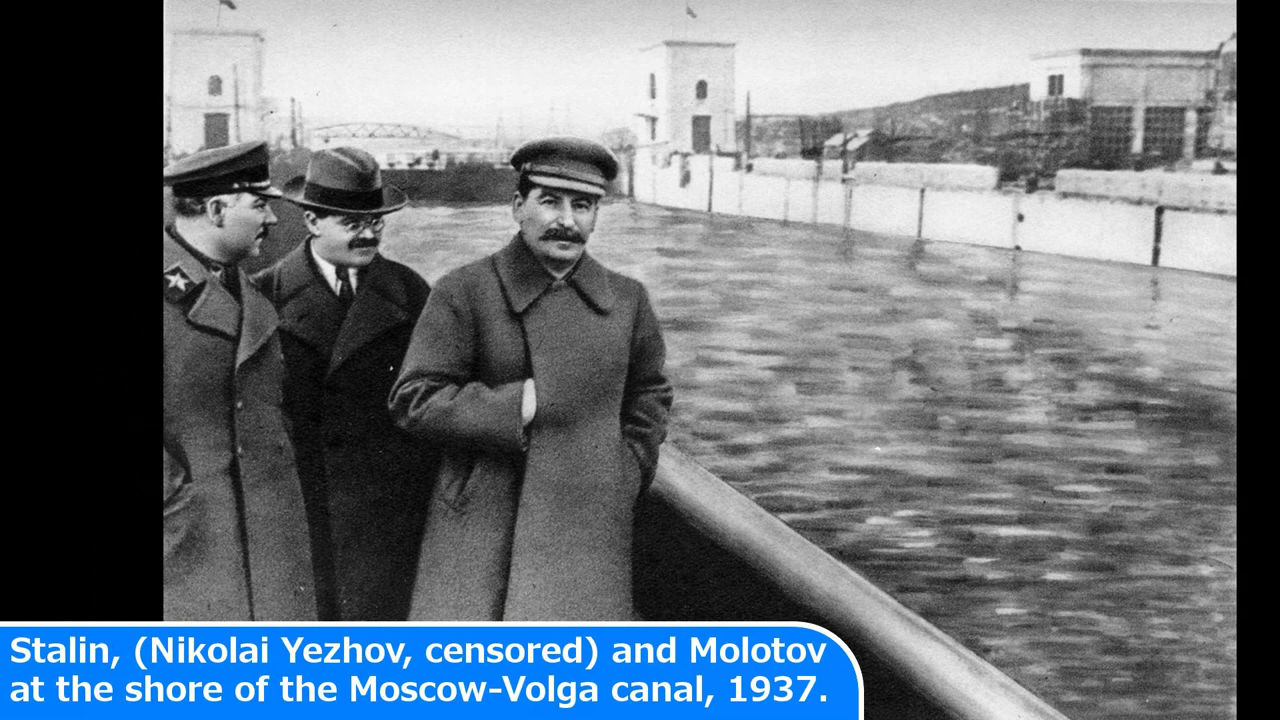 Stalin, (Nikolai Yezhov, censored) and Molotov
at the shore of the Moscow-Volga canal, 1937.